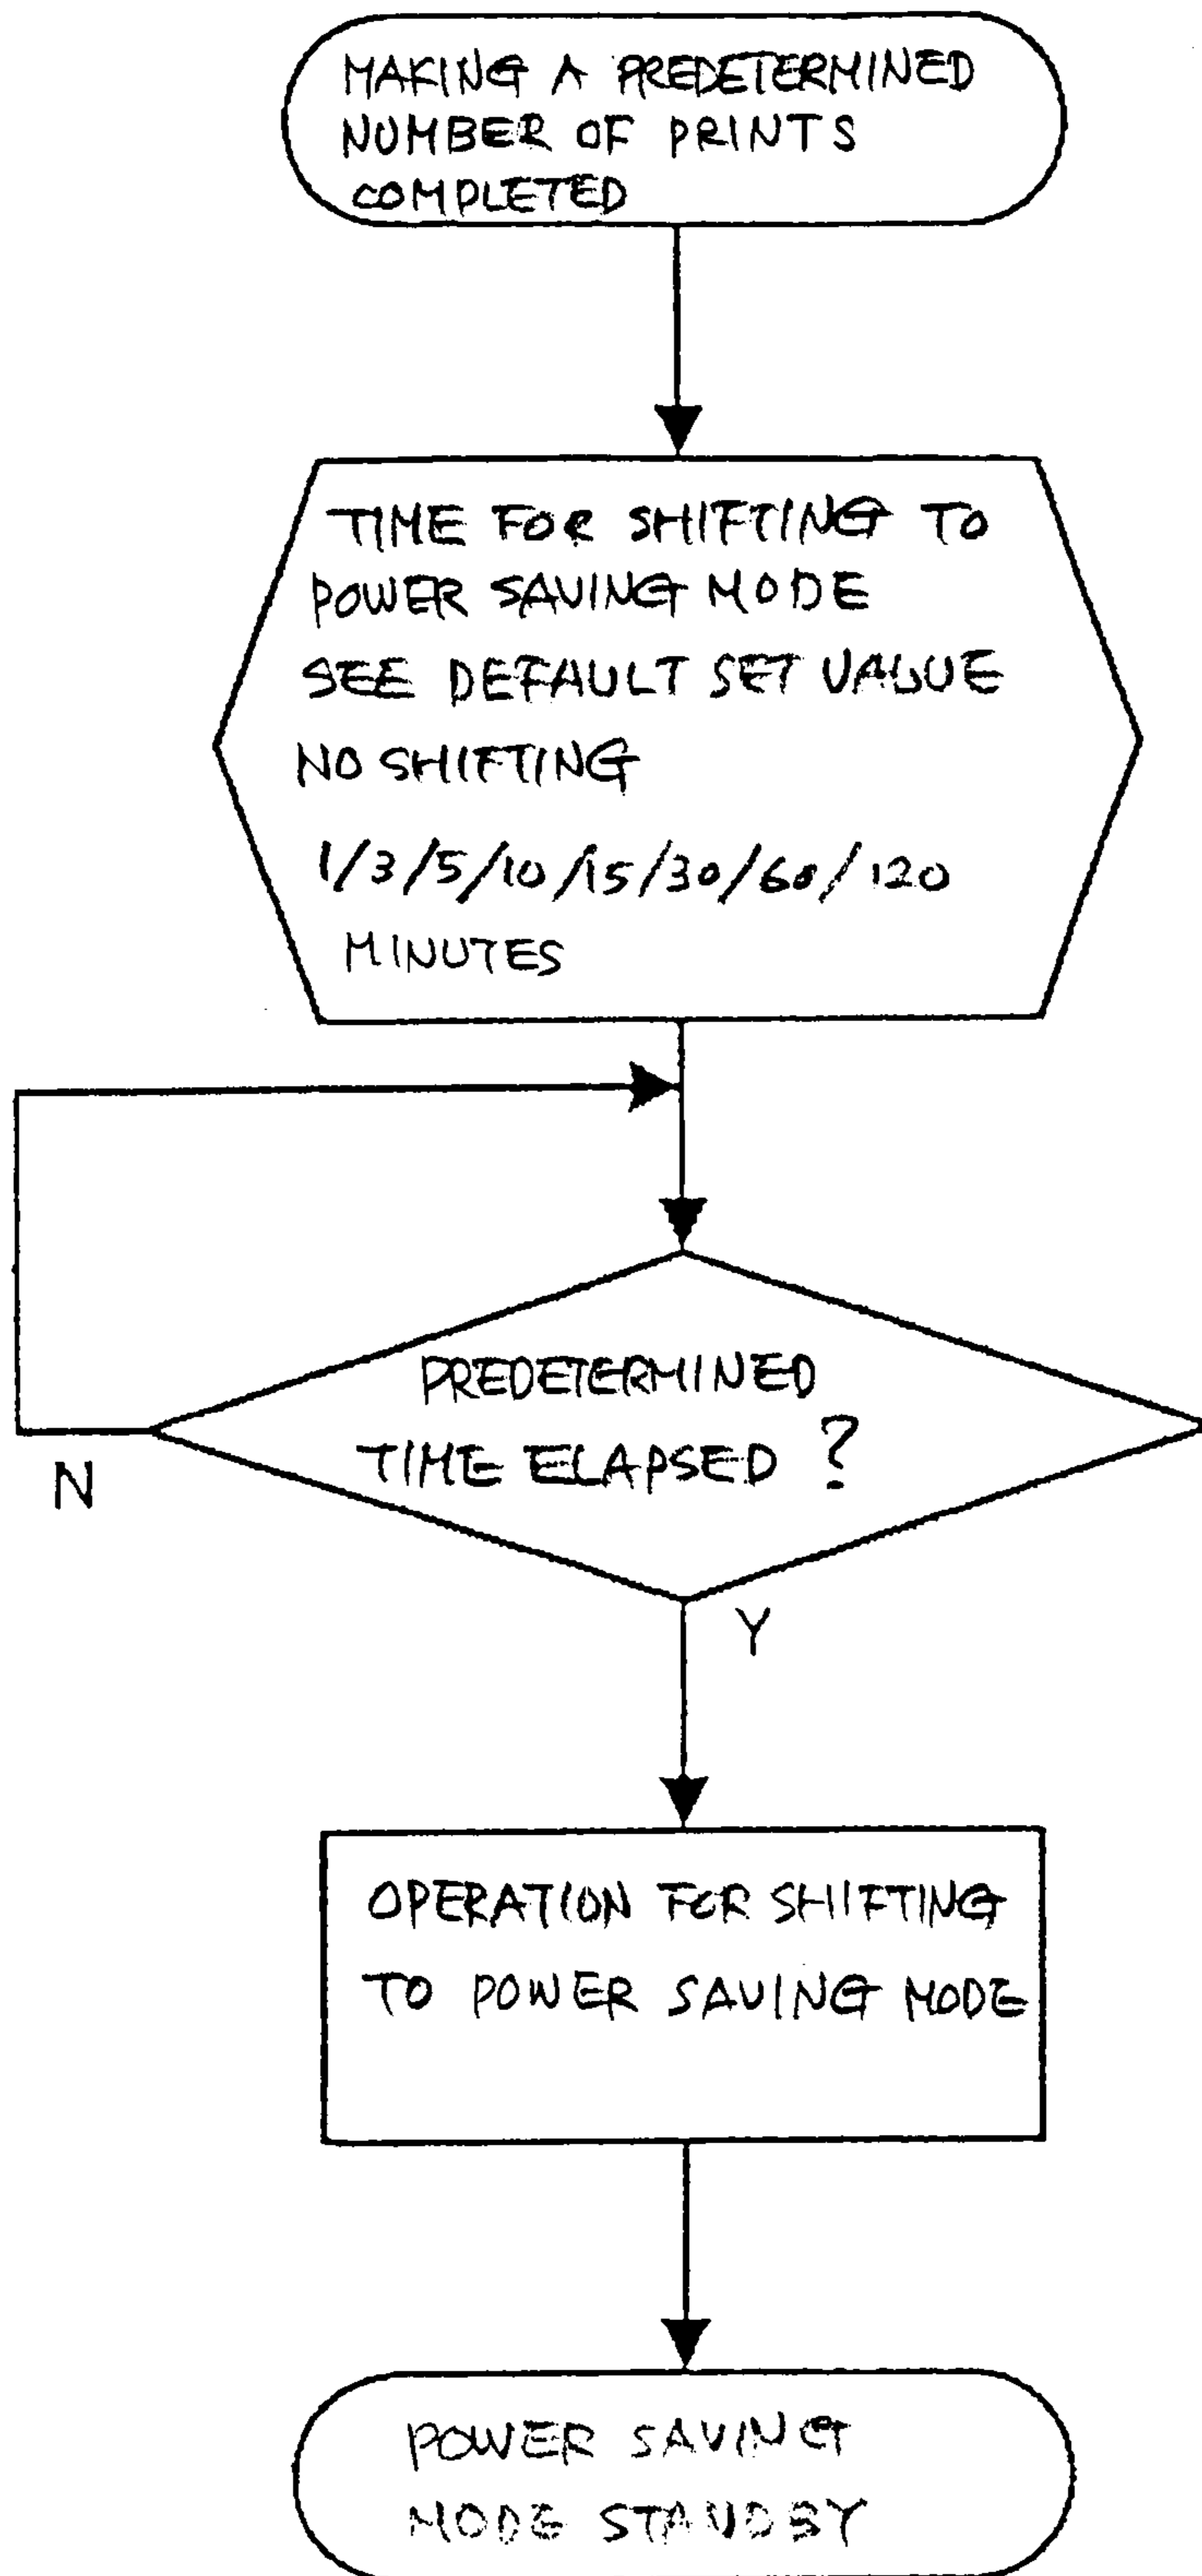 MAKING A PREDETERMINED
NUMBER OF PRINTS
COMPLETED
TIME FOR SHIFTING TO
POWER SAVING MODE
SEE DEFAULT SET VALUE
NO SHIFTING
1/3/5/10/15/30/60/120
MINUTES
PREDETERMINED
TIME ELAPSED ?
N
Y
OPERATION FOR SHIFTING
TO POWER SAVING MODE
POWER SAVING
MODE STANDBY